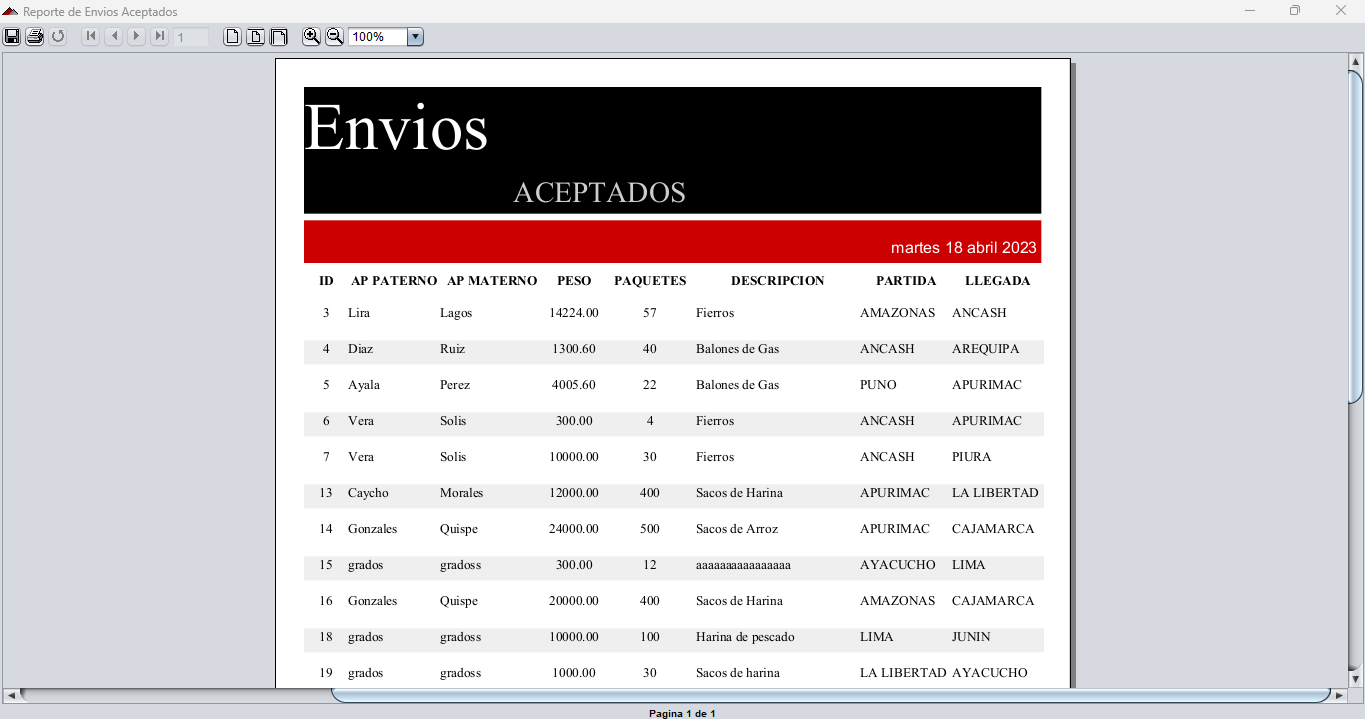 Reporte de Envios Aceptados
1
100%
Envios
ACEPTADOS
martes 18 abril 2023
ID AP PATERNO AP MATERNO PESO PAQUETES DESCRIPCION PARTIDA LLEGADA
3 Lira Lagos 14224.00 57 Fierros AMAZONAS ANCASH
4 Diaz Ruiz 1300.60 40 Balones de Gas ANCASH AREQUIPA
5 Ayala Perez 4005.60 22 Balones de Gas PUNO APURIMAC
6 Vera Solis 300.00 4 Fierros ANCASH APURIMAC
7 Vera Solis 10000.00 30 Fierros ANCASH PIURA
13 Caycho Morales 12000.00 400 Sacos de Harina APURIMAC LA LIBERTAD
14 Gonzales Quispe 24000.00 500 Sacos de Arroz APURIMAC CAJAMARCA
15 grados gradoss 300.00 12 aaaaaaaaaaaaaaaa AYACUCHO LIMA
16 Gonzales Quispe 20000.00 400 Sacos de Harina AMAZONAS CAJAMARCA
18 grados gradoss 10000.00 100 Harina de pescado LIMA JUNIN
19 grados gradoss 1000.00 30 Sacos de harina LA LIBERTAD AYACUCHO
Pagina 1 de 1